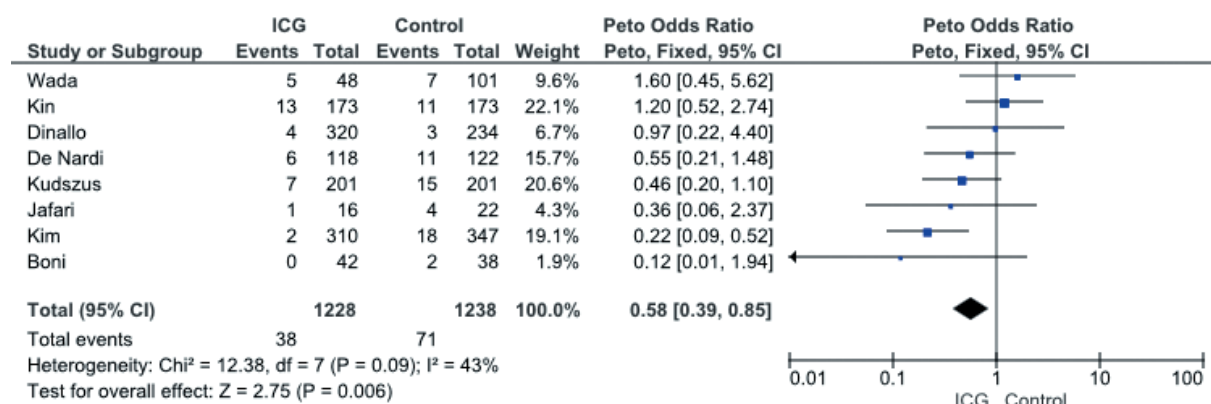 ICG Control Peto Odds Ratio Peto Odds Ratio
Study or Subgroup Events Total Events Total Weight Peto, Fixed, 95% CI Peto, Fixed, 95% CI
Wada 5 48 7 101 9.6% 1.60 [0.45, 5.62]
Kin 13 173 11 173 22.1% 1.20 [0.52, 2.74]
Dinallo 4 320 3 234 6.7% 0.97 [0.22, 4.40]
De Nardi 6 118 11 122 15.7% 0.55 [0.21, 1.48]
Kudszus 7 201 15 201 20.6% 0.46 [0.20, 1.10]
Jafari 1 16 4 22 4.3% 0.36 [0.06, 2.37]
Kim 2 310 18 347 19.1% 0.22 [0.09, 0.52]
Boni 0 42 2 38 1.9% 0.12 [0.01, 1.94]
Total (95% CI) 1228 1238 100.0% 0.58 [0.39, 0.85]
Total events 38 71
Heterogeneity: Chi² = 12.38, df = 7 (P = 0.09); I² = 43%
Test for overall effect: Z = 2.75 (P = 0.006)
0.01 0.1 1 10 100
ICG Control